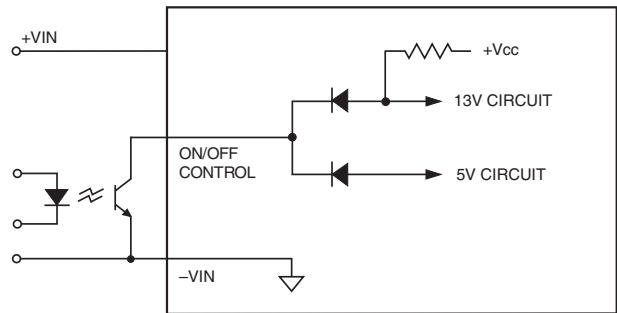 +VIN
+Vcc
13V CIRCUIT
ON/OFF
CONTROL
5V CIRCUIT
–VIN